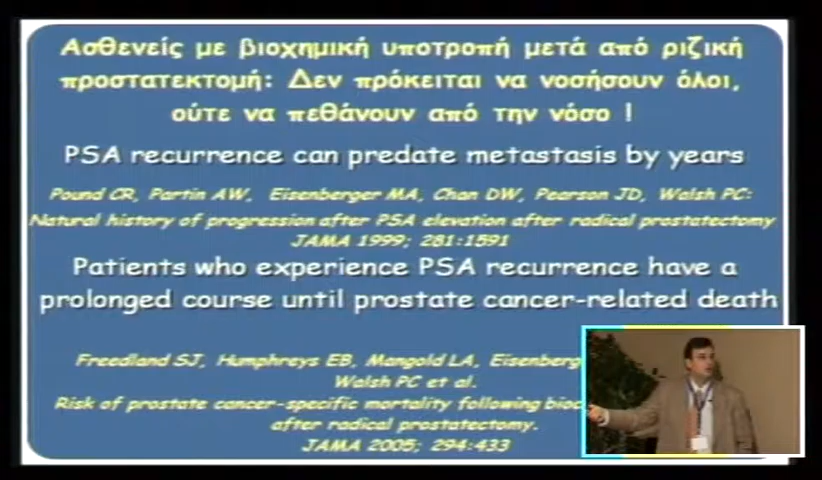 Ασθενείς με βιοχημική υποτροπή μετά από ριζική
προστατεκτομή: Δεν πρόκειται να νοσήσουν όλοι,
ούτε να πεθάνουν από την νόσο !
PSA recurrence can predate metastasis by years
Pound CR, Partin AW, Eisenberger MA, Chan DW, Pearson JD, Walsh PC:
Natural history of progression after PSA elevation after radical prostatectomy
JAMA 1999; 281:1591
Patients who experience PSA recurrence have a
prolonged course until prostate cancer-related death
Freedland SJ, Humphreys EB, Mangold LA,
Walsh PC et al.
Risk of prostate cancer-specific mortality following
after radical prostatectomy.
JAMA 2005; 294:433